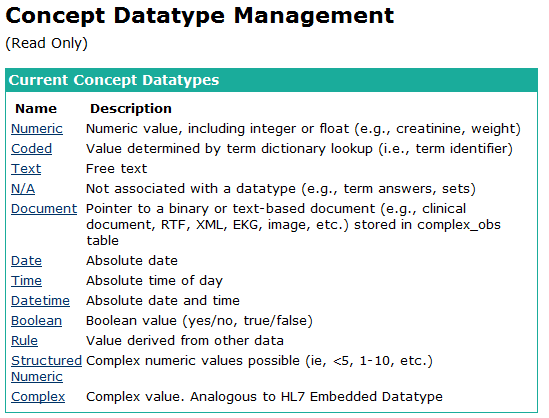 Concept Datatype Management
(Read Only)
Current Concept Datatypes
Name Description
Numeric Numeric value, including integer or float (e.g., creatinine, weight)
Coded Value determined by term dictionary lookup (i.e., term identifier)
Text Free text
N/A Not associated with a datatype (e.g., term answers, sets)
Document Pointer to a binary or text-based document (e.g., clinical
document, RTF, XML, EKG, image, etc.) stored in complex_obs
table
Date Absolute date
Time Absolute time of day
Datetime Absolute date and time
Boolean Boolean value (yes/no, true/false)
Rule Value derived from other data
Structured Complex numeric values possible (ie, <5, 1-10, etc.)
Numeric
Complex Complex value. Analogous to HL7 Embedded Datatype